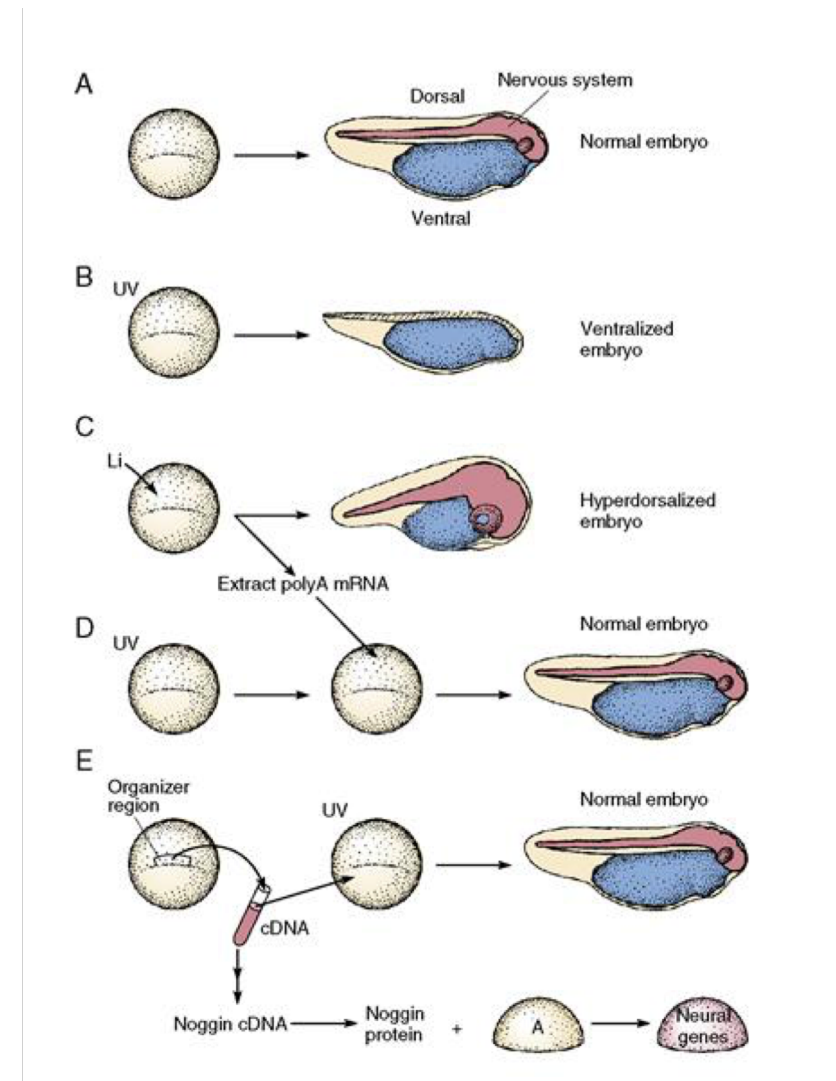 A
Nervous system
Dorsal
Normal embryo
Ventral
B
UV
Ventralized
embryo
C
Li
Hyperdorsalized
embryo
Extract polyA mRNA
D
UV
Normal embryo
E
Organizer
region
UV
Normal embryo
cDNA
Noggin cDNA
Noggin
protein
+
A
Neural
genes